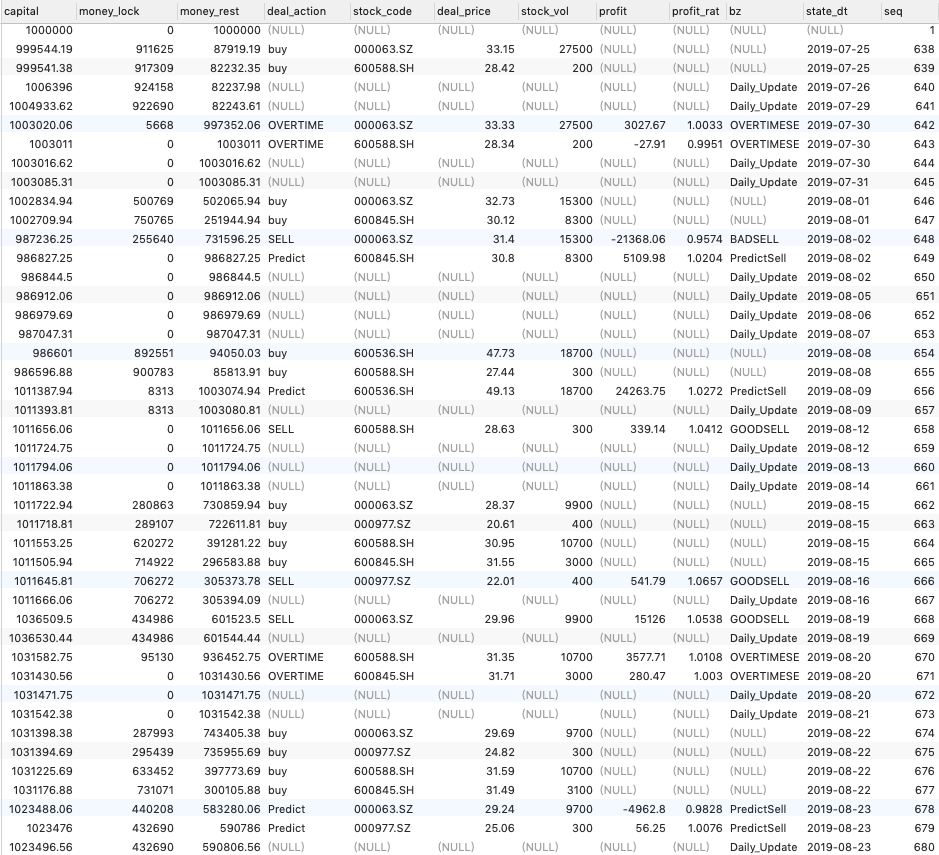 capital money_lock money_rest deal_action stock_code deal_price stock_vol profit profit_rat bz state_dt seq
1000000 0 1000000 (NULL) (NULL) (NULL) (NULL) (NULL) (NULL) (NULL) (NULL) 1
999544.19 911625 87919.19 buy 000063.SZ 33.15 27500 (NULL) (NULL) (NULL) 2019-07-25 638
999541.38 917309 82232.35 buy 600588.SH 28.42 200 (NULL) (NULL) (NULL) 2019-07-25 639
1006396 924158 82237.98 (NULL) (NULL) (NULL) (NULL) (NULL) (NULL) Daily_Update 2019-07-26 640
1004933.62 922690 82243.61 (NULL) (NULL) (NULL) (NULL) (NULL) (NULL) Daily_Update 2019-07-29 641
1003020.06 5668 997352.06 OVERTIME 000063.SZ 33.33 27500 3027.67 1.0033 OVERTIMESE 2019-07-30 642
1003011 0 1003011 OVERTIME 600588.SH 28.34 200 -27.91 0.9951 OVERTIMESE 2019-07-30 643
1003016.62 0 1003016.62 (NULL) (NULL) (NULL) (NULL) (NULL) (NULL) Daily_Update 2019-07-30 644
1003085.31 0 1003085.31 (NULL) (NULL) (NULL) (NULL) (NULL) (NULL) Daily_Update 2019-07-31 645
1002834.94 500769 502065.94 buy 000063.SZ 32.73 15300 (NULL) (NULL) (NULL) 2019-08-01 646
1002709.94 750765 251944.94 buy 600845.SH 30.12 8300 (NULL) (NULL) (NULL) 2019-08-01 647
987236.25 255640 731596.25 SELL 000063.SZ 31.4 15300 -21368.06 0.9574 BADSELL 2019-08-02 648
986827.25 0 986827.25 Predict 600845.SH 30.8 8300 5109.98 1.0204 PredictSell 2019-08-02 649
986844.5 0 986844.5 (NULL) (NULL) (NULL) (NULL) (NULL) (NULL) Daily_Update 2019-08-02 650
986912.06 0 986912.06 (NULL) (NULL) (NULL) (NULL) (NULL) (NULL) Daily_Update 2019-08-05 651
986979.69 0 986979.69 (NULL) (NULL) (NULL) (NULL) (NULL) (NULL) Daily_Update 2019-08-06 652
987047.31 0 987047.31 (NULL) (NULL) (NULL) (NULL) (NULL) (NULL) Daily_Update 2019-08-07 653
986601 892551 94050.03 buy 600536.SH 47.73 18700 (NULL) (NULL) (NULL) 2019-08-08 654
986596.88 900783 85813.91 buy 600588.SH 27.44 300 (NULL) (NULL) (NULL) 2019-08-08 655
1011387.94 8313 1003074.94 Predict 600536.SH 49.13 18700 24263.75 1.0272 PredictSell 2019-08-09 656
1011393.81 8313 1003080.81 (NULL) (NULL) (NULL) (NULL) (NULL) (NULL) Daily_Update 2019-08-09 657
1011656.06 0 1011656.06 SELL 600588.SH 28.63 300 339.14 1.0412 GOODSELL 2019-08-12 658
1011724.75 0 1011724.75 (NULL) (NULL) (NULL) (NULL) (NULL) (NULL) Daily_Update 2019-08-12 659
1011794.06 0 1011794.06 (NULL) (NULL) (NULL) (NULL) (NULL) (NULL) Daily_Update 2019-08-13 660
1011863.38 0 1011863.38 (NULL) (NULL) (NULL) (NULL) (NULL) (NULL) Daily_Update 2019-08-14 661
1011722.94 280863 730859.94 buy 000063.SZ 28.37 9900 (NULL) (NULL) (NULL) 2019-08-15 662
1011718.81 289107 722611.81 buy 000977.SZ 20.61 400 (NULL) (NULL) (NULL) 2019-08-15 663
1011553.25 620272 391281.22 buy 600588.SH 30.95 10700 (NULL) (NULL) (NULL) 2019-08-15 664
1011505.94 714922 296583.88 buy 600845.SH 31.55 3000 (NULL) (NULL) (NULL) 2019-08-15 665
1011645.81 706272 305373.78 SELL 000977.SZ 22.01 400 541.79 1.0657 GOODSELL 2019-08-16 666
1011666.06 706272 305394.09 (NULL) (NULL) (NULL) (NULL) (NULL) (NULL) Daily_Update 2019-08-16 667
1036509.5 434986 601523.5 SELL 000063.SZ 29.96 9900 15126 1.0538 GOODSELL 2019-08-19 668
1036530.44 434986 601544.44 (NULL) (NULL) (NULL) (NULL) (NULL) (NULL) Daily_Update 2019-08-19 669
1031582.75 95130 936452.75 OVERTIME 600588.SH 31.35 10700 3577.71 1.0108 OVERTIMESE 2019-08-20 670
1031430.56 0 1031430.56 OVERTIME 600845.SH 31.71 3000 280.47 1.003 OVERTIMESE 2019-08-20 671
1031471.75 0 1031471.75 (NULL) (NULL) (NULL) (NULL) (NULL) (NULL) Daily_Update 2019-08-20 672
1031542.38 0 1031542.38 (NULL) (NULL) (NULL) (NULL) (NULL) (NULL) Daily_Update 2019-08-21 673
1031398.38 287993 743405.38 buy 000063.SZ 29.69 9700 (NULL) (NULL) (NULL) 2019-08-22 674
1031394.69 295439 735955.69 buy 000977.SZ 24.82 300 (NULL) (NULL) (NULL) 2019-08-22 675
1031225.69 633452 397773.69 buy 600588.SH 31.59 10700 (NULL) (NULL) (NULL) 2019-08-22 676
1031176.88 731071 300105.88 buy 600845.SH 31.49 3100 (NULL) (NULL) (NULL) 2019-08-22 677
1023488.06 440208 583280.06 Predict 000063.SZ 29.24 9700 -4962.8 0.9828 PredictSell 2019-08-23 678
1023476 432690 590786 Predict 000977.SZ 25.06 300 56.25 1.0076 PredictSell 2019-08-23 679
1023496.56 432690 590806.56 (NULL) (NULL) (NULL) (NULL) (NULL) (NULL) Daily_Update 2019-08-23 680